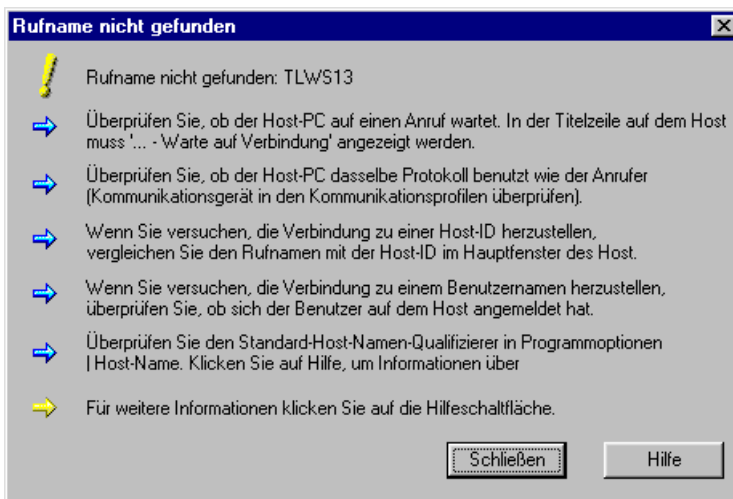 Rufname nicht gefunden
Rufname nicht gefunden: TLWS13
Überprüfen Sie, ob der Host-PC auf einen Anruf wartet. In der Titelzeile auf dem Host
muss '... - Warte auf Verbindung' angezeigt werden.
Überprüfen Sie, ob der Host-PC dasselbe Protokoll benutzt wie der Anrufer
(Kommunikationsgerät in den Kommunikationsprofilen überprüfen).
Wenn Sie versuchen, die Verbindung zu einer Host-ID herzustellen,
vergleichen Sie den Rufnamen mit der Host-ID im Hauptfenster des Host.
Wenn Sie versuchen, die Verbindung zu einem Benutzernamen herzustellen,
überprüfen Sie, ob sich der Benutzer auf dem Host angemeldet hat.
Überprüfen Sie den Standard-Host-Namen-Qualifizierer in Programmoptionen
| Host-Name. Klicken Sie auf Hilfe, um Informationen über
Für weitere Informationen klicken Sie auf die Hilfeschaltfläche.
Schließen Hilfe